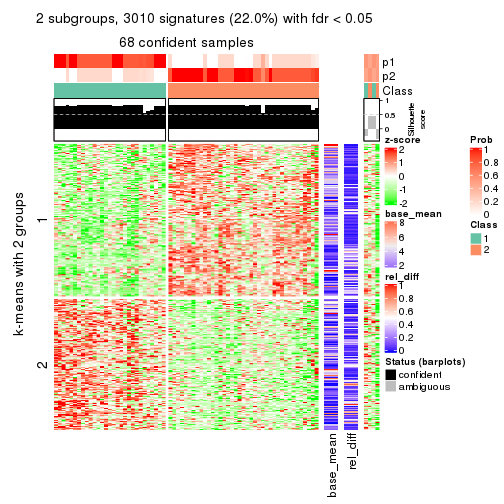 2 subgroups, 3010 signatures (22.0%) with fdr < 0.05
68 confident samples
p1
p2
Class
1
0.5
0
Silhouette
score
k-means with 2 groups
1
2
base_mean
rel_diff
z-score
2
1
0
-1
-2
base_mean
8
6
4
2
rel_diff
1
0.8
0.6
0.4
0.2
0
Status (barplots)
confident
ambiguous
Prob
1
0.8
0.6
0.4
0.2
0
Class
1
2